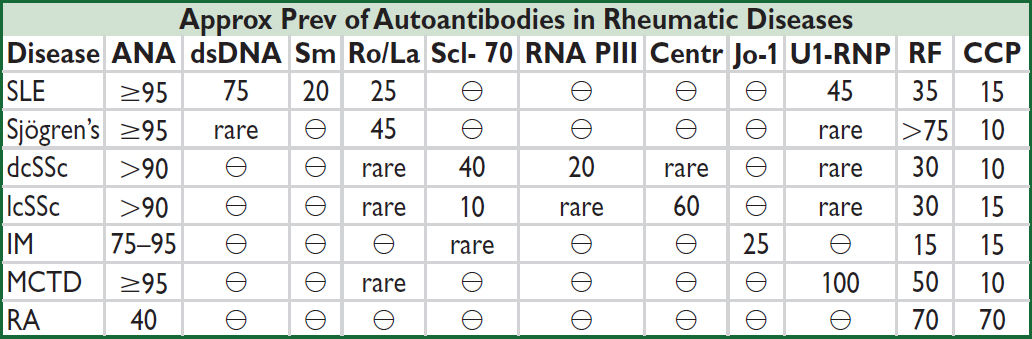 Approx Prev of Autoantibodies in Rheumatic Diseases
Disease ANA dsDNA Sm Ro/La Scl- 70 RNA PIII Centr Jo-1 U1-RNP RF CCP
SLE ≥95 75 20 25 ⊖ ⊖ ⊖ ⊖ 45 35 15
Sjögren's ≥95 rare ⊖ 45 ⊖ ⊖ ⊖ ⊖ rare >75 10
dcSSc >90 ⊖ ⊖ rare 40 20 rare ⊖ rare 30 10
lcSSc >90 ⊖ ⊖ rare 10 rare 60 ⊖ rare 30 15
IM 75–95 ⊖ ⊖ ⊖ rare ⊖ ⊖ 25 ⊖ 15 15
MCTD ≥95 ⊖ ⊖ rare ⊖ ⊖ ⊖ ⊖ 100 50 10
RA 40 ⊖ ⊖ ⊖ ⊖ ⊖ ⊖ ⊖ ⊖ 70 70